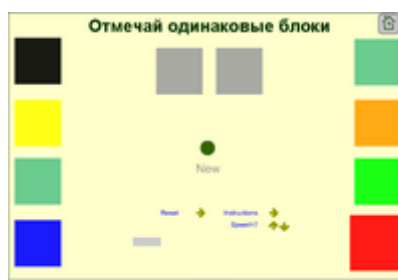 Отмечай одинаковые блоки
New
Reset Instructions
Speed=7